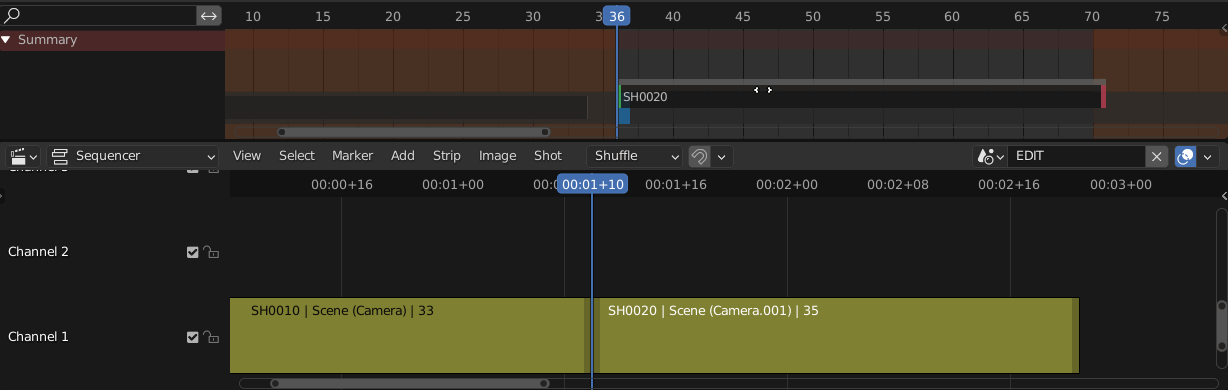 10 15 20 25 30 36 40 45 50 55 60 65 70 75
Summary
SH0020
Sequencer View Select Marker Add Strip Image Shot Shuffle EDIT
00:00+16 00:01+00 00:01+10 00:01+16 00:02+00 00:02+08 00:02+16 00:03+00
Channel 2
SH0010 | Scene (Camera) | 33 SH0020 | Scene (Camera.001) | 35
Channel 1